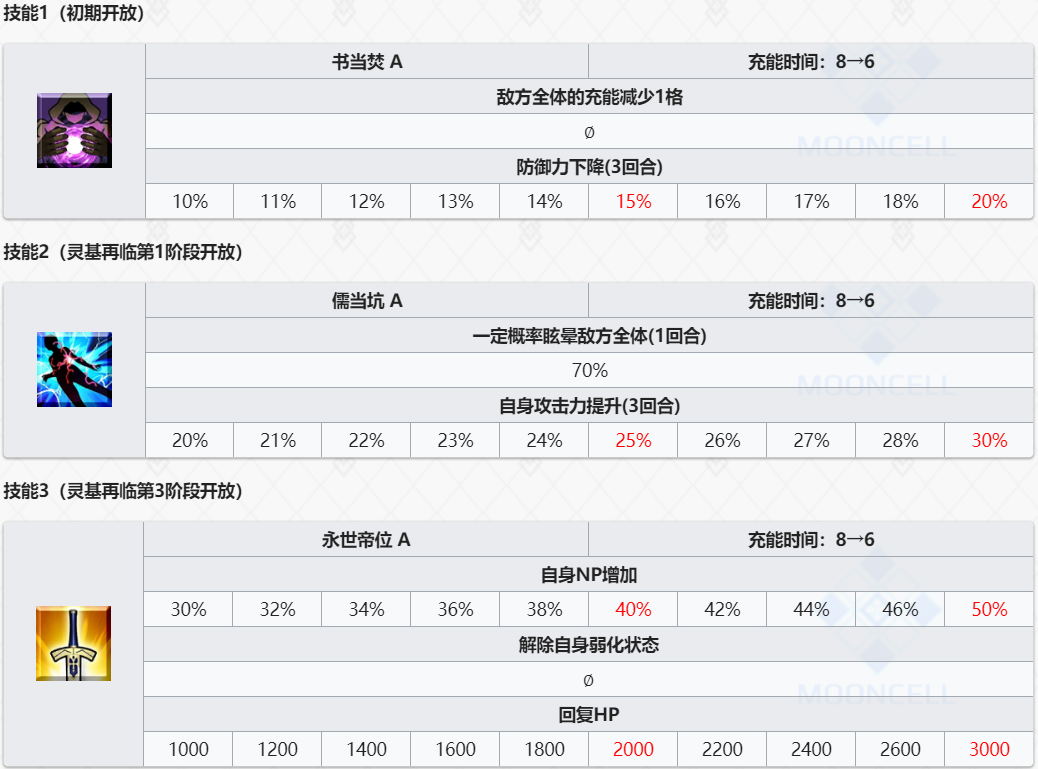 技能1（初期开放）
书当焚 A 充能时间：8→6
敌方全体的充能减少1格
∅
防御力下降(3回合)
10% 11% 12% 13% 14% 15% 16% 17% 18% 20%
MOONCELL
技能2（灵基再临第1阶段开放）
儒当坑 A 充能时间：8→6
一定概率眩晕敌方全体(1回合)
70%
自身攻击力提升(3回合)
20% 21% 22% 23% 24% 25% 26% 27% 28% 30%
MOONCELL
技能3（灵基再临第3阶段开放）
永世帝位 A 充能时间：8→6
自身NP增加
30% 32% 34% 36% 38% 40% 42% 44% 46% 50%
解除自身弱化状态
∅
回复HP
1000 1200 1400 1600 1800 2000 2200 2400 2600 3000
MOONCELL